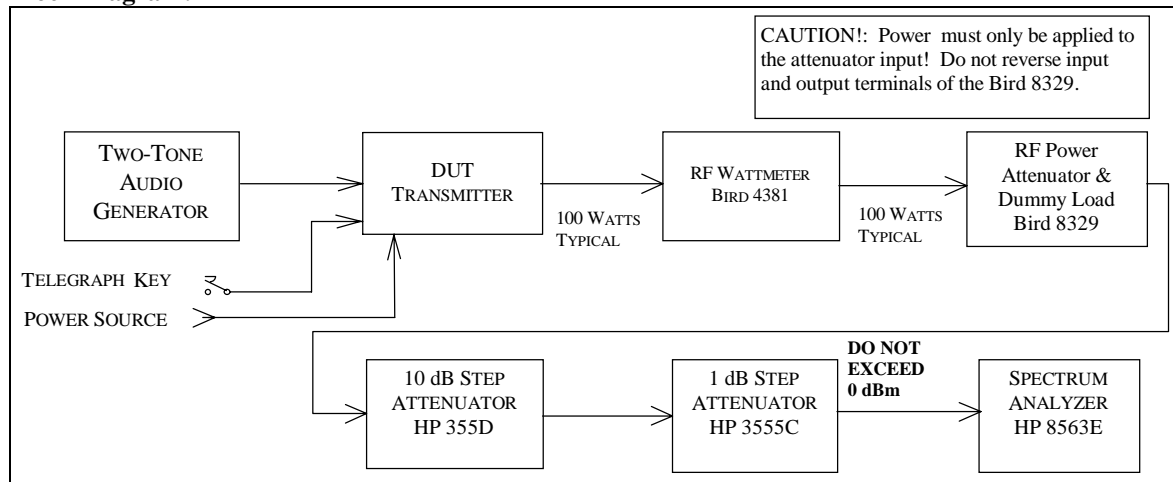 CAUTION!: Power must only be applied to
the attenuator input! Do not reverse input
and output terminals of the Bird 8329.
TWO-TONE
AUDIO
GENERATOR
DUT
TRANSMITTER
100 WATTS
TYPICAL
RF WATTMETER
BIRD 4381
100 WATTS
TYPICAL
RF Power
Attenuator &
Dummy Load
Bird 8329
TELEGRAPH KEY
POWER SOURCE
10 dB STEP
ATTENUATOR
HP 355D
1 dB STEP
ATTENUATOR
HP 3555C
DO NOT
EXCEED
0 dBm
SPECTRUM
ANALYZER
HP 8563E